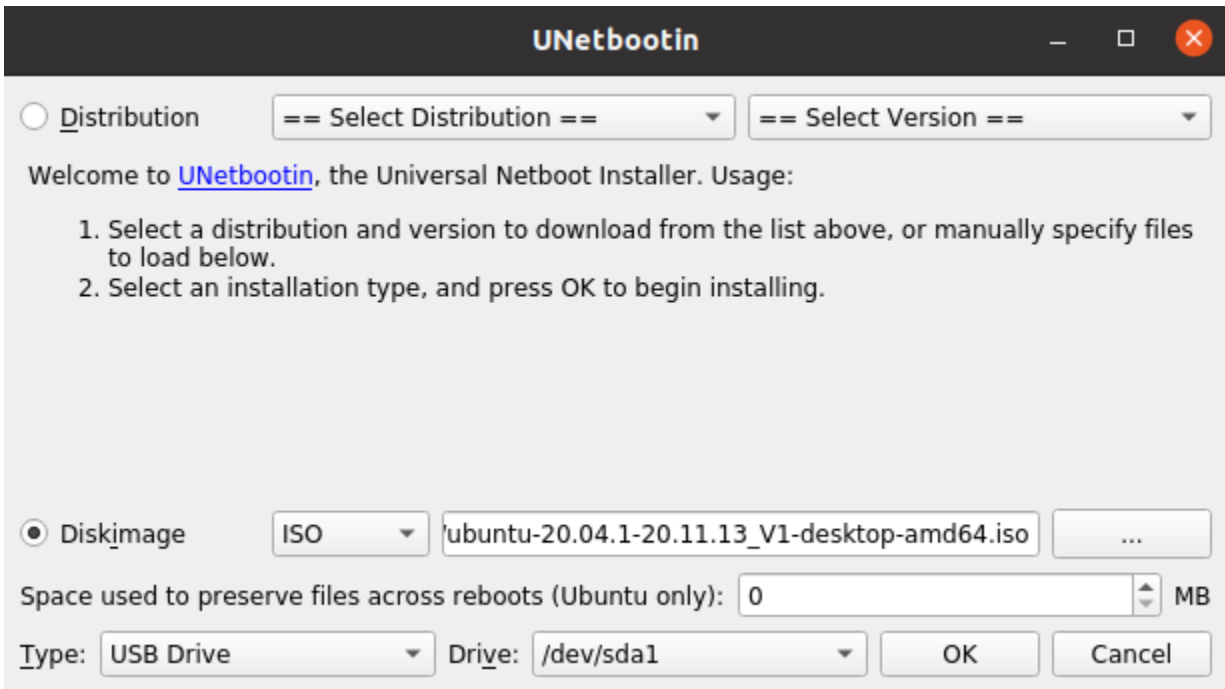 UNetbootin
Distribution == Select Distribution == == Select Version ==
Welcome to UNetbootin, the Universal Netboot Installer. Usage:
1. Select a distribution and version to download from the list above, or manually specify files
to load below.
2. Select an installation type, and press OK to begin installing.
Diskimage ISO ubuntu-20.04.1-20.11.13_V1-desktop-amd64.iso ...
Space used to preserve files across reboots (Ubuntu only): 0 MB
Type: USB Drive Drive: /dev/sda1 OK Cancel